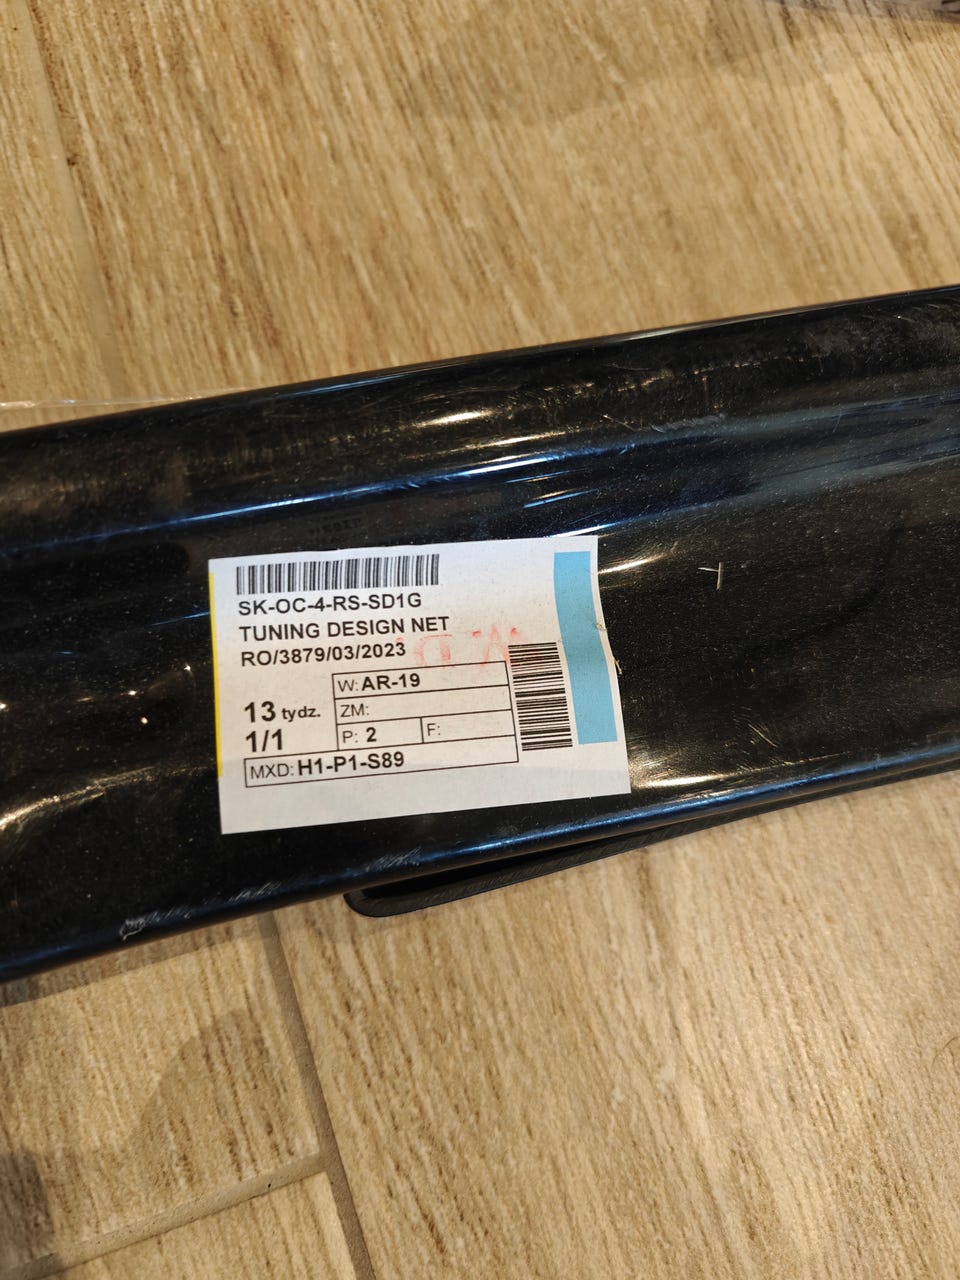 SK-OC-4-RS-SD1G
TUNING DESIGN NET
RO/3879/03/2023
13 tydz.
1/1
W: AR-19
ZM:
P: 2 F:
MXD: H1-P1-S89